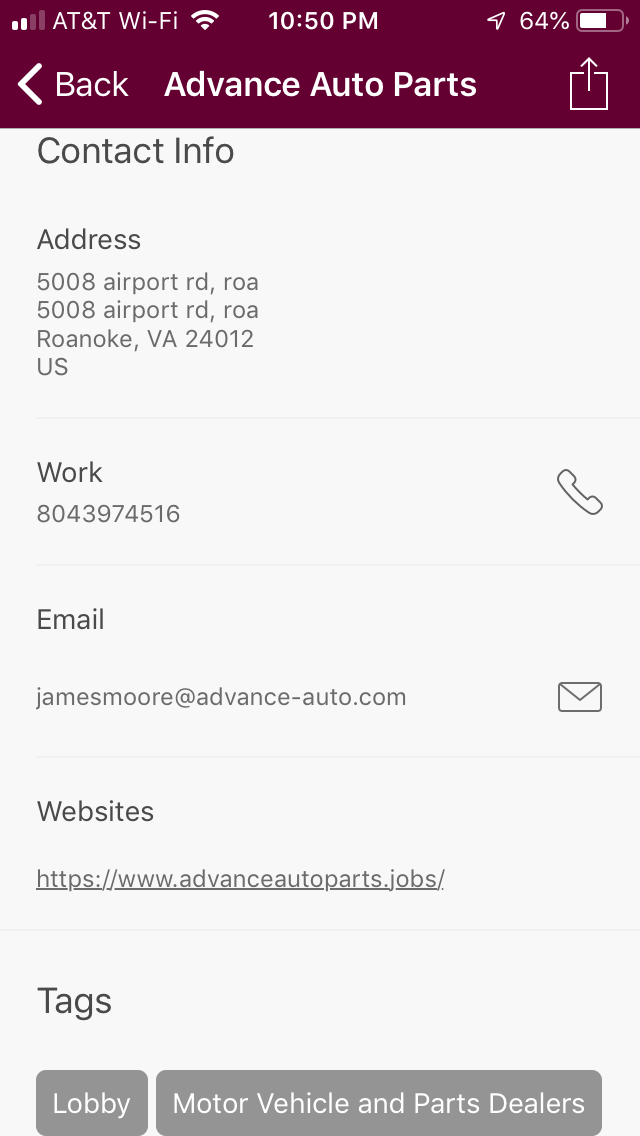 AT&T Wi-Fi 10:50 PM 64%
Back Advance Auto Parts
Contact Info
Address
5008 airport rd, roa
5008 airport rd, roa
Roanoke, VA 24012
US
Work
8043974516
Email
jamesmoore@advance-auto.com
Websites
https://www.advanceautoparts.jobs/
Tags
Lobby Motor Vehicle and Parts Dealers